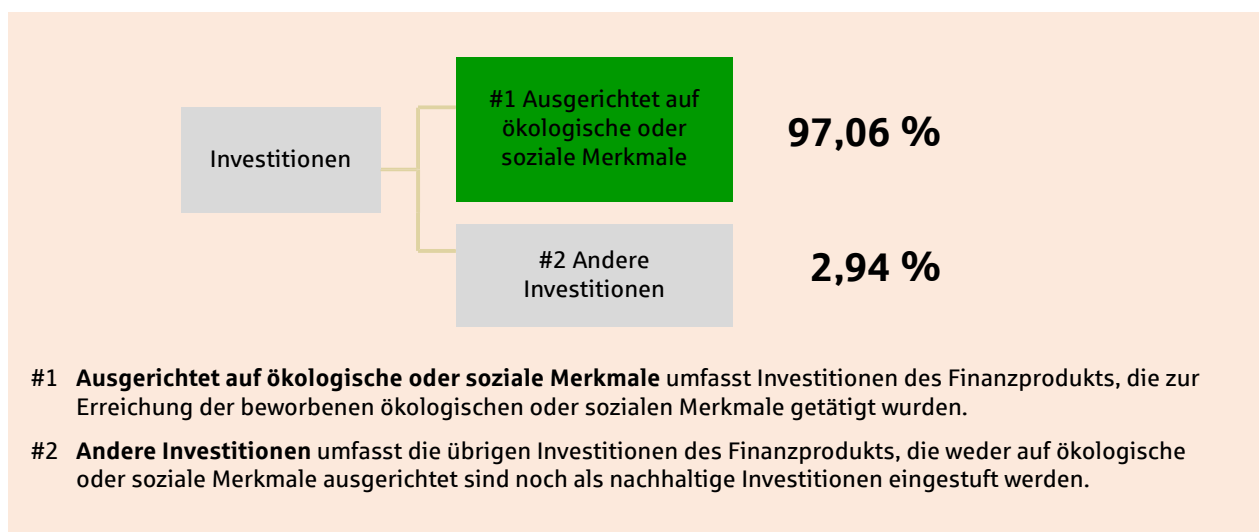 #1 Ausgerichtet auf
ökologische oder
soziale Merkmale
97,06 %
Investitionen
#2 Andere
Investitionen
2,94 %
#1 Ausgerichtet auf ökologische oder soziale Merkmale umfasst Investitionen des Finanzprodukts, die zur
Erreichung der beworbenen ökologischen oder sozialen Merkmale getätigt wurden.
#2 Andere Investitionen umfasst die übrigen Investitionen des Finanzprodukts, die weder auf ökologische
oder soziale Merkmale ausgerichtet sind noch als nachhaltige Investitionen eingestuft werden.